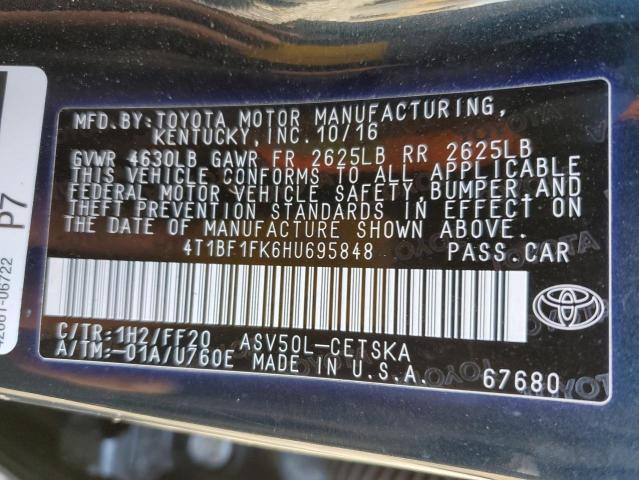 MFD.BY:TOYOTA MOTOR MANUFACTURING,
KENTUCKY,INC.10/16
GVWR 4630LB GAWR FR 2625LB RR 2625LB
THIS VEHICLE CONFORMS TO ALL APPLICABLE
FEDERAL MOTOR VEHICLE SAFETY,BUMPER,AND
THEFT PREVENTION STANDARDS IN EFFECT ON
THE DATE OF MANUFACTURE SHOWN ABOVE.
4T1BF1FK6HU695848 PASS.CAR
C/TR:1H2/FF20 ASV50L-CETSKA
A/TM:-01A/U760E MADE IN U.S.A. 67680
P7
42661-06722